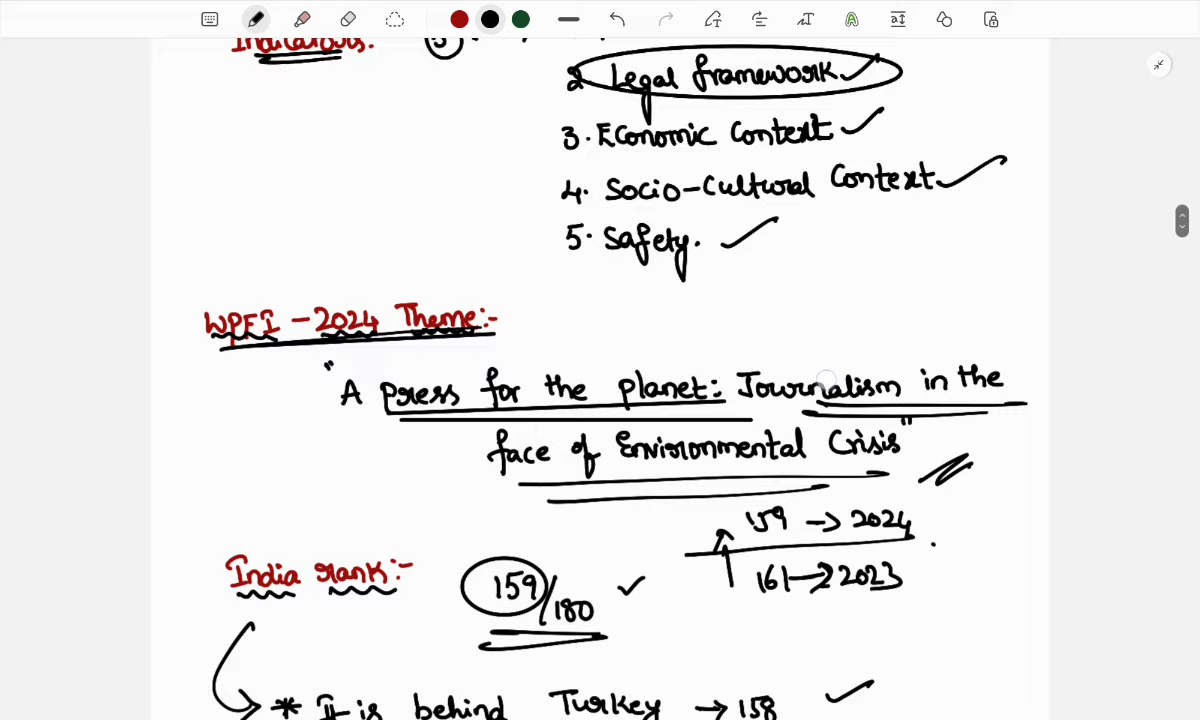 Indicators: 5
2. Legal framework
3. Economic Context
4. Socio-Cultural Context
5. Safety.
WPFI - 2024 Theme:-
"A press for the planet: Journalism in the
face of Environmental Crisis"
159 → 2024
161 → 2023
India rank:- 159/180
* It is behind Turkey → 158